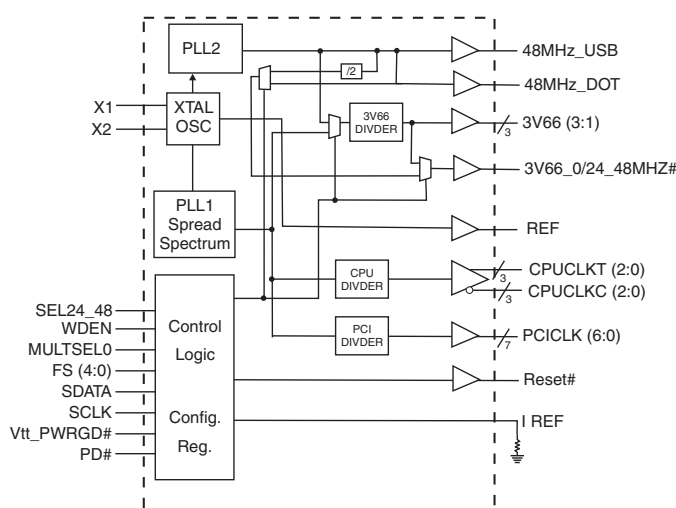 PLL2
/2
48MHz_USB
48MHz_DOT
X1
X2
XTAL
OSC
3V66
DIVDER
3
3V66 (3:1)
3V66_0/24_48MHZ#
PLL1
Spread
Spectrum
REF
CPU
DIVDER
3
CPUCLKT (2:0)
3
CPUCLKC (2:0)
PCI
DIVDER
7
PCICLK (6:0)
SEL24_48
WDEN
MULTSEL0
FS (4:0)
SDATA
SCLK
Vtt_PWRGD#
PD#
Control
Logic
Config.
Reg.
Reset#
I REF